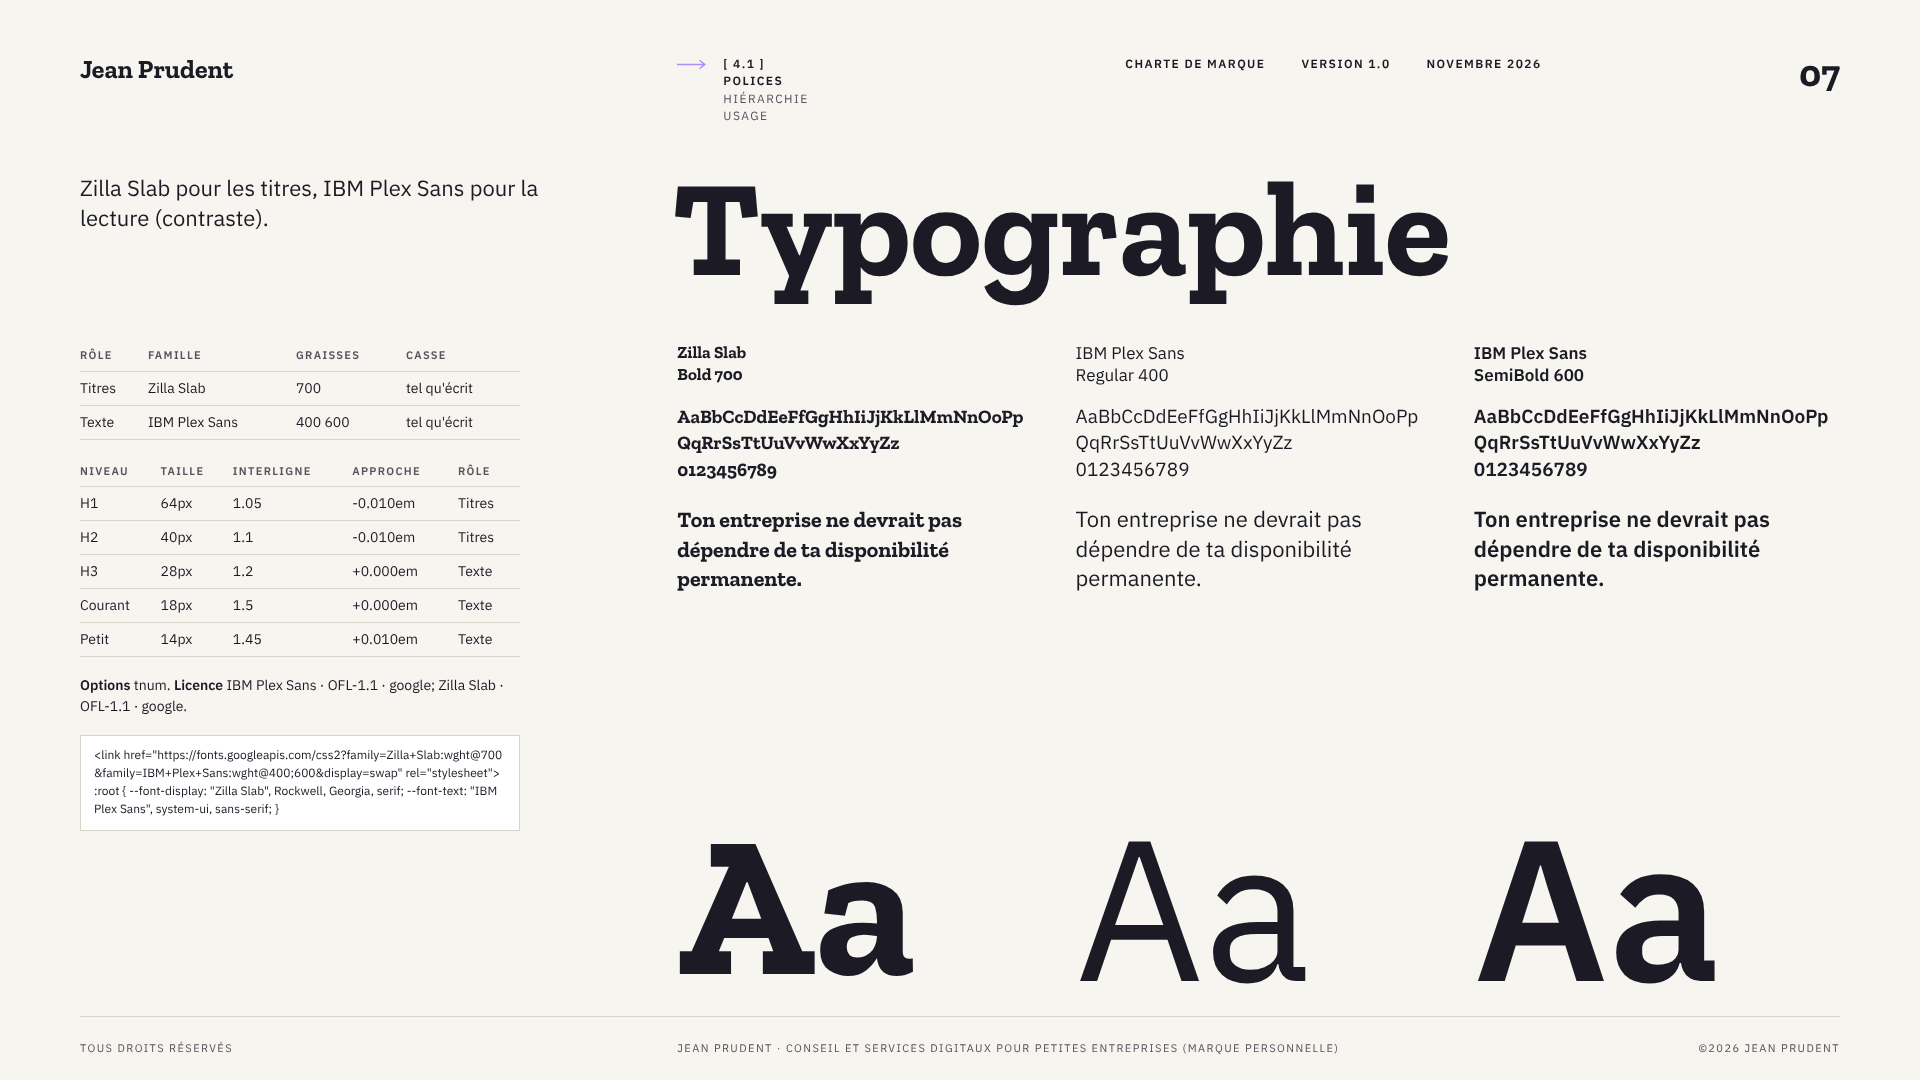 Jean Prudent
[ 4.1 ]
POLICES
HIÉRARCHIE
USAGE
CHARTE DE MARQUE VERSION 1.0 NOVEMBRE 2026
07
Zilla Slab pour les titres, IBM Plex Sans pour la
lecture (contraste).
Typographie
RÔLE FAMILLE GRAISSES CASSE
Titres Zilla Slab 700 tel qu'écrit
Texte IBM Plex Sans 400 600 tel qu'écrit
NIVEAU TAILLE INTERLIGNE APPROCHE RÔLE
H1 64px 1.05 -0.010em Titres
H2 40px 1.1 -0.010em Titres
H3 28px 1.2 +0.000em Texte
Courant 18px 1.5 +0.000em Texte
Petit 14px 1.45 +0.010em Texte
Options tnum. Licence IBM Plex Sans · OFL-1.1 · google; Zilla Slab ·
OFL-1.1 · google.
<link href="https://fonts.googleapis.com/css2?family=Zilla+Slab:wght@700
&family=IBM+Plex+Sans:wght@400;600&display=swap" rel="stylesheet">
:root { --font-display: "Zilla Slab", Rockwell, Georgia, serif; --font-text: "IBM
Plex Sans", system-ui, sans-serif; }
Zilla Slab
Bold 700
AaBbCcDdEeFfGgHhIiJjKkLlMmNnOoPp
QqRrSsTtUuVvWwXxYyZz
0123456789
Ton entreprise ne devrait pas
dépendre de ta disponibilité
permanente.
Aa
IBM Plex Sans
Regular 400
AaBbCcDdEeFfGgHhIiJjKkLlMmNnOoPp
QqRrSsTtUuVvWwXxYyZz
0123456789
Ton entreprise ne devrait pas
dépendre de ta disponibilité
permanente.
Aa
IBM Plex Sans
SemiBold 600
AaBbCcDdEeFfGgHhIiJjKkLlMmNnOoPp
QqRrSsTtUuVvWwXxYyZz
0123456789
Ton entreprise ne devrait pas
dépendre de ta disponibilité
permanente.
Aa
TOUS DROITS RÉSERVÉS
JEAN PRUDENT · CONSEIL ET SERVICES DIGITAUX POUR PETITES ENTREPRISES (MARQUE PERSONNELLE)
©2026 JEAN PRUDENT